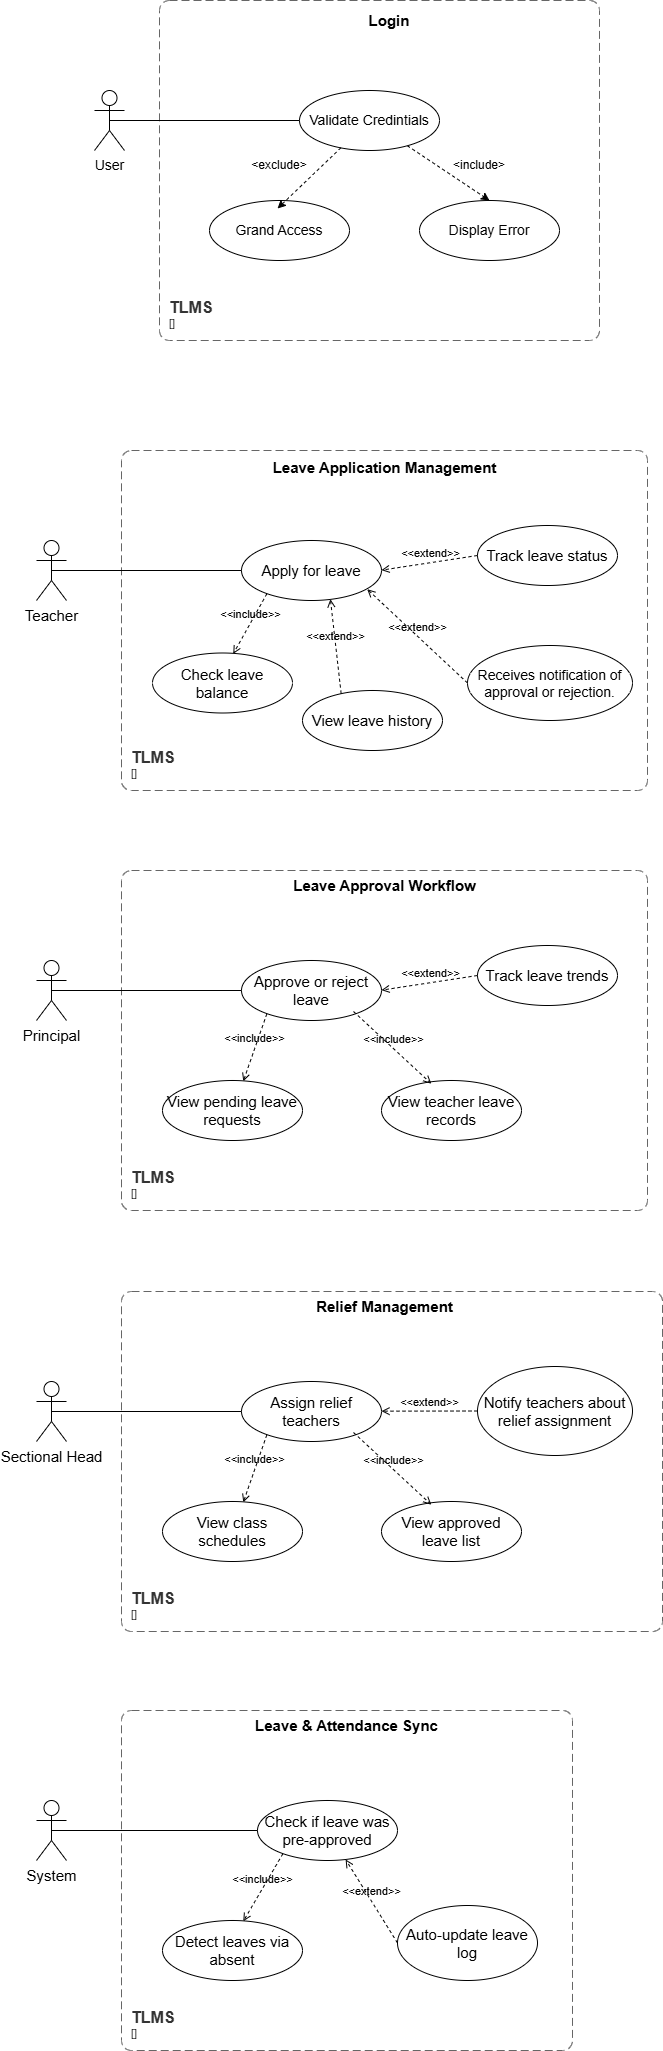 Login
Validate Credintials
User
<exclude>
<include>
Grand Access
Display Error
TLMS
Leave Application Management
<<extend>>
Track leave status
Apply for leave
Teacher
<<include>>
<<extend>>
<<extend>>
Check leave
balance
Receives notification of
approval or rejection.
View leave history
TLMS
Leave Approval Workflow
<<extend>>
Track leave trends
Approve or reject
leave
Principal
<<include>>
<<include>>
View pending leave
requests
View teacher leave
records
TLMS
Relief Management
<<extend>>
Notify teachers about
relief assignment
Assign relief
teachers
Sectional Head
<<include>>
<<include>>
View class
schedules
View approved
leave list
TLMS
Leave & Attendance Sync
Check if leave was
pre-approved
System
<<include>>
<<extend>>
Detect leaves via
absent
Auto-update leave
log
TLMS